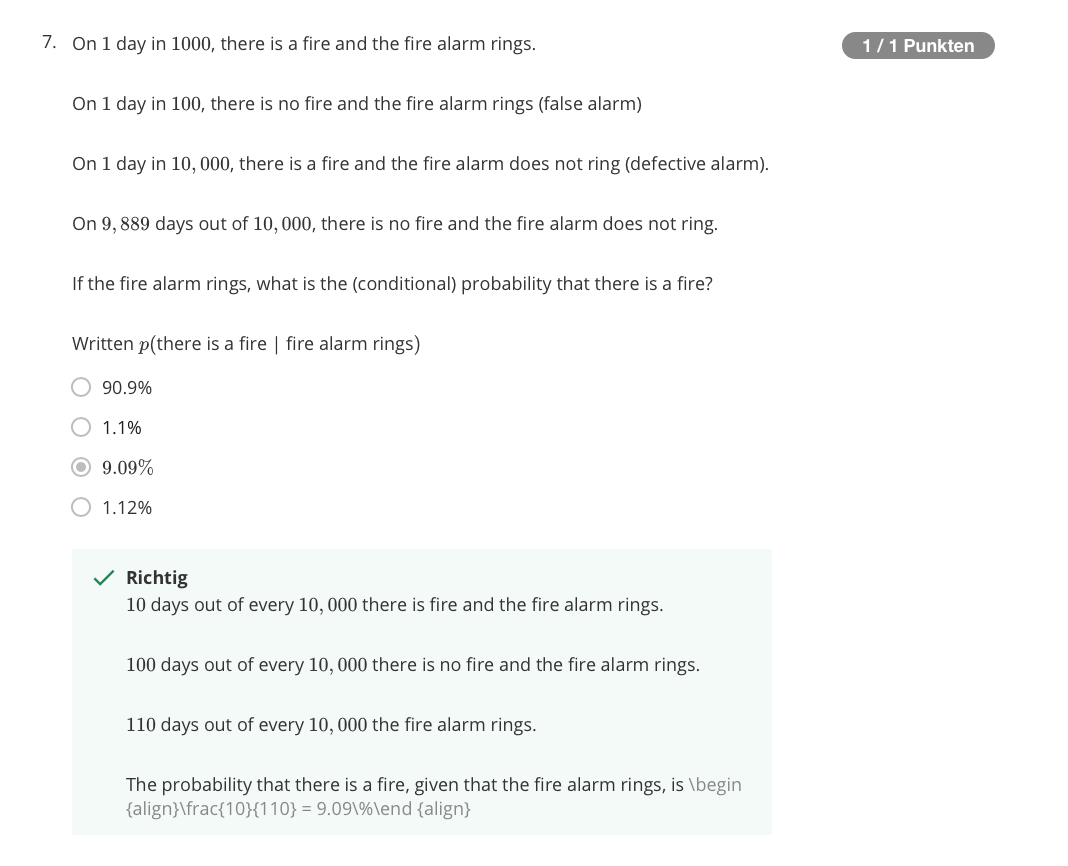 7. On 1 day in 1000, there is a fire and the fire alarm rings.
1 / 1 Punkten
On 1 day in 100, there is no fire and the fire alarm rings (false alarm)
On 1 day in 10, 000, there is a fire and the fire alarm does not ring (defective alarm).
On 9, 889 days out of 10, 000, there is no fire and the fire alarm does not ring.
If the fire alarm rings, what is the (conditional) probability that there is a fire?
Written p(there is a fire | fire alarm rings)
90.9%
1.1%
9.09%
1.12%
Richtig
10 days out of every 10, 000 there is fire and the fire alarm rings.
100 days out of every 10, 000 there is no fire and the fire alarm rings.
110 days out of every 10, 000 the fire alarm rings.
The probability that there is a fire, given that the fire alarm rings, is \begin
{align}\frac{10}{110} = 9.09\%\end {align}